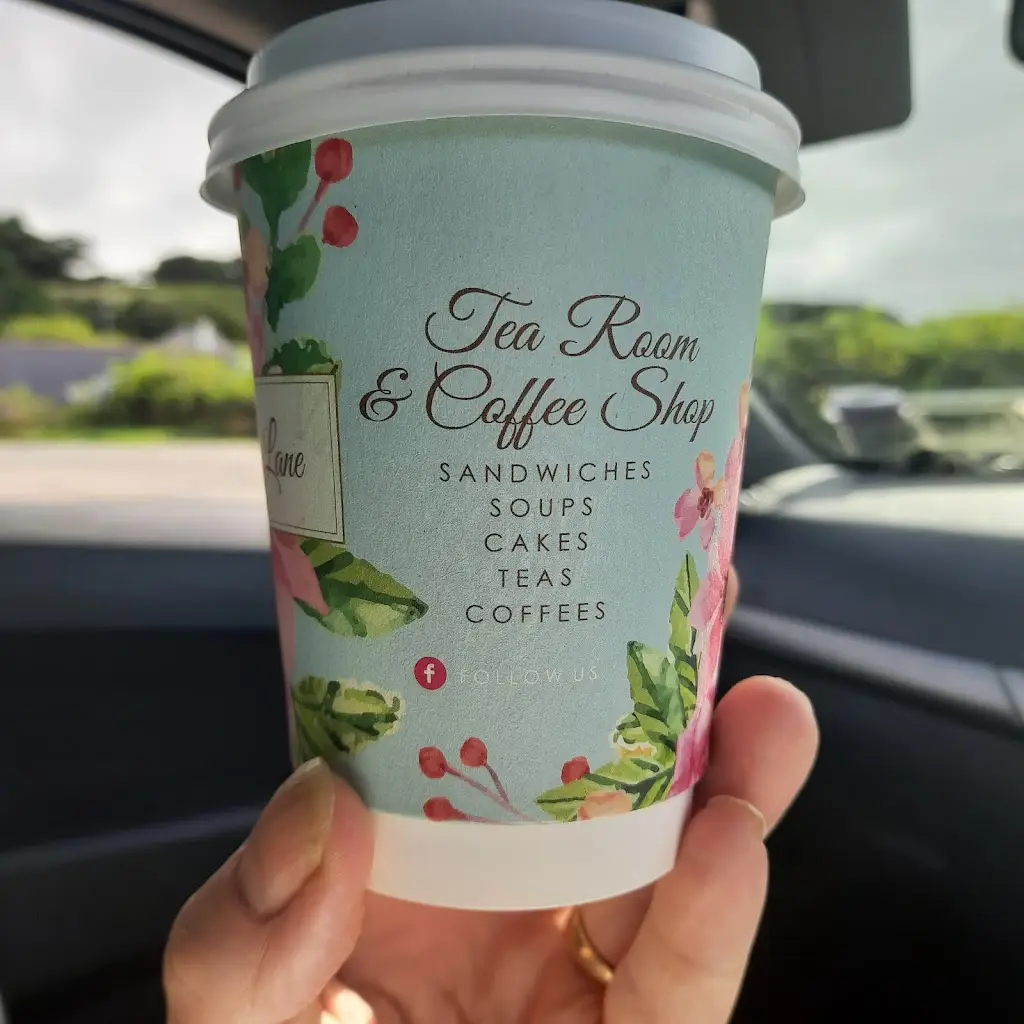 Tea Room
& Coffee Shop
SANDWICHES
SOUPS
CAKES
TEAS
COFFEES
f FOLLOW US
Lane